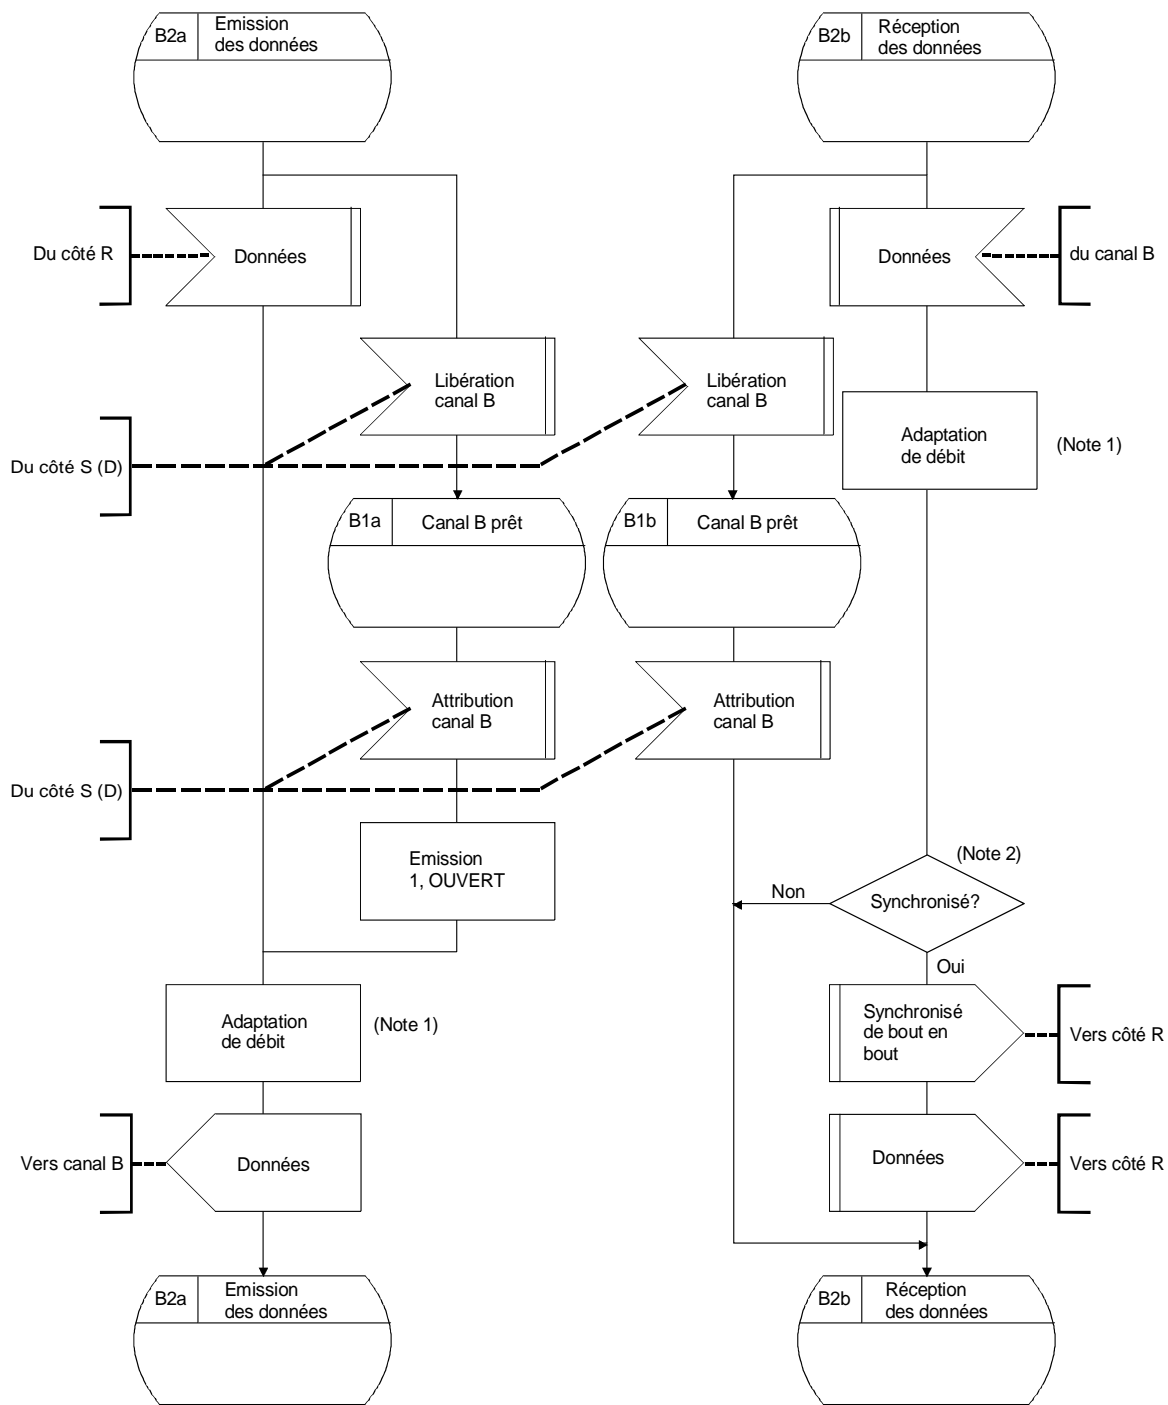 B2a
Emission
des données
B2b
Réception
des données
Du côté R
Données
Données
du canal B
Libération
canal B
Libération
canal B
Adaptation
de débit
(Note 1)
Du côté S (D)
B1a
Canal B prêt
B1b
Canal B prêt
Attribution
canal B
Attribution
canal B
Du côté S (D)
Emission
1, OUVERT
(Note 2)
Non
Synchronisé?
Oui
Adaptation
de débit
(Note 1)
Synchronisé
de bout en
bout
Vers côté R
Vers canal B
Données
Données
Vers côté R
B2a
Emission
des données
B2b
Réception
des données